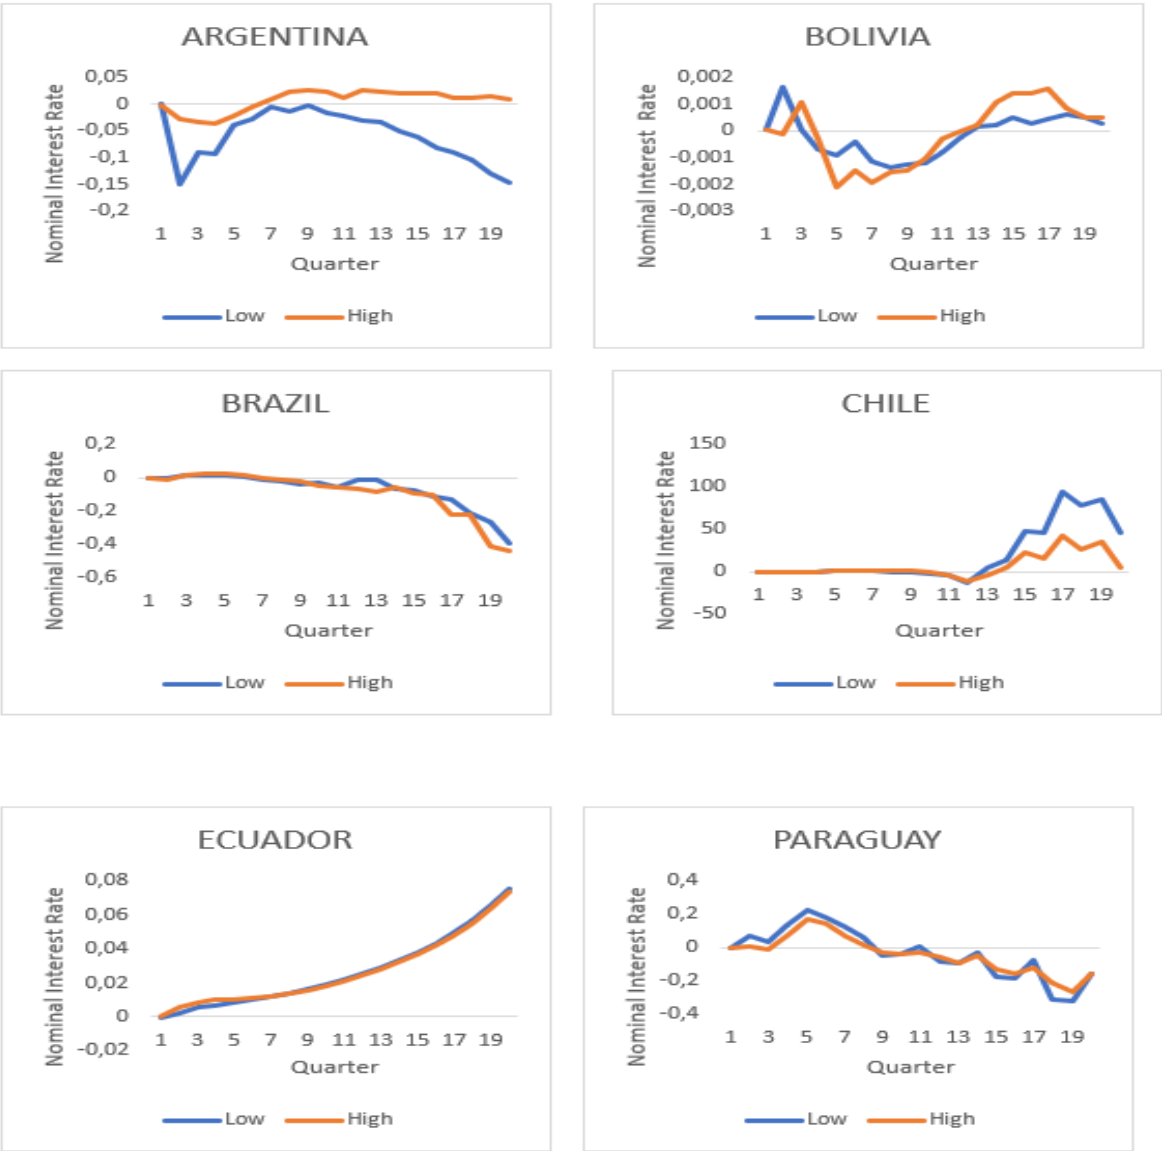 ARGENTINA
Nominal Interest Rate
0,05
0
-0,05
-0,1
-0,15
-0,2
1 3 5 7 9 11 13 15 17 19
Quarter
Low High
BOLIVIA
Nominal Interest Rate
0,002
0,001
0
-0,001
-0,002
-0,003
1 3 5 7 9 11 13 15 17 19
Quarter
Low High
BRAZIL
Nominal Interest Rate
0,2
0
-0,2
-0,4
-0,6
1 3 5 7 9 11 13 15 17 19
Quarter
Low High
CHILE
Nominal Interest Rate
150
100
50
0
-50
1 3 5 7 9 11 13 15 17 19
Quarter
Low High
ECUADOR
Nominal Interest Rate
0,08
0,06
0,04
0,02
0
-0,02
1 3 5 7 9 11 13 15 17 19
Quarter
Low High
PARAGUAY
Nominal Interest Rate
0,4
0,2
0
-0,2
-0,4
1 3 5 7 9 11 13 15 17 19
Quarter
Low High